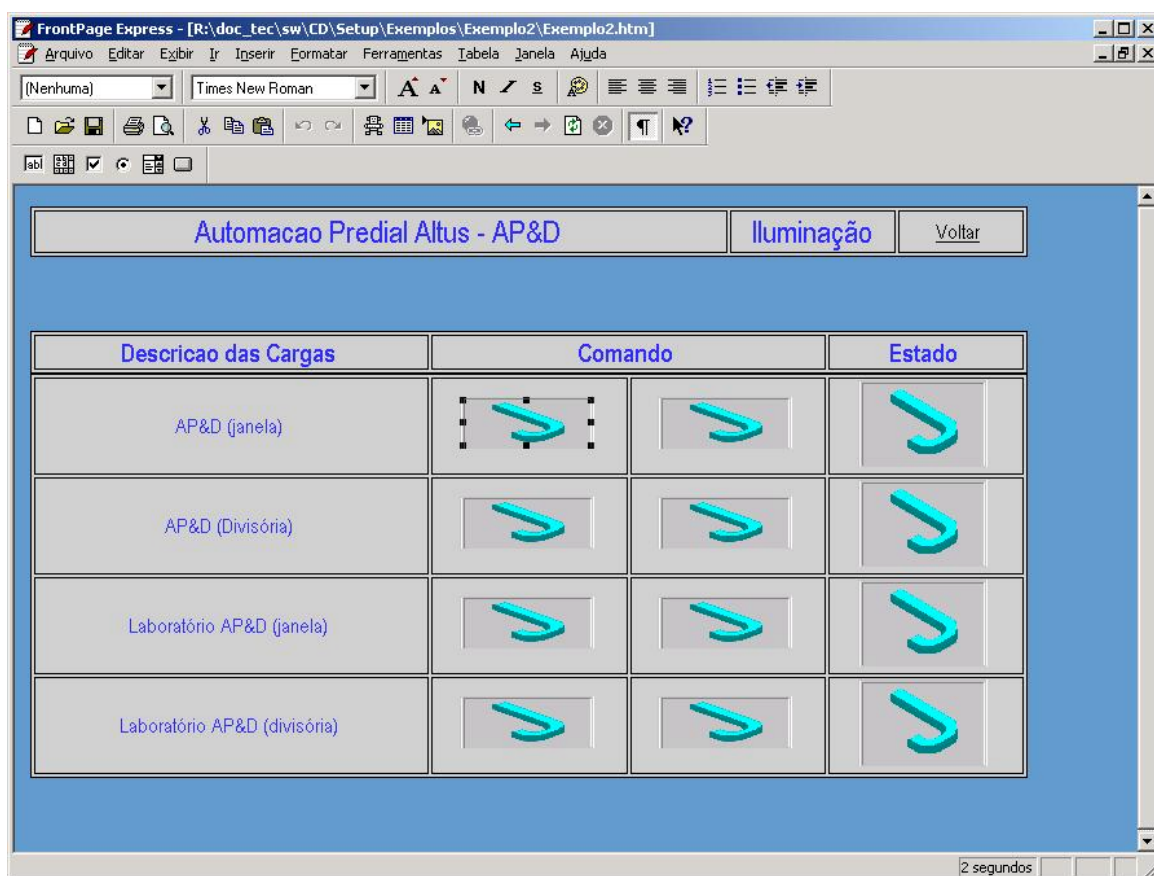 FrontPage Express - [R:\doc_tec\sw\CD\Setup\Exemplos\Exemplo2\Exemplo2.htm]
Arquivo Editar Exibir Ir Inserir Formatar Ferramentas Tabela Janela Ajuda
(Nenhuma) Times New Roman A A N I s
abl
Automacao Predial Altus - AP&D Iluminação Voltar
Descricao das Cargas Comando Estado
AP&D (janela)
AP&D (Divisória)
Laboratório AP&D (janela)
Laboratório AP&D (divisória)
2 segundos